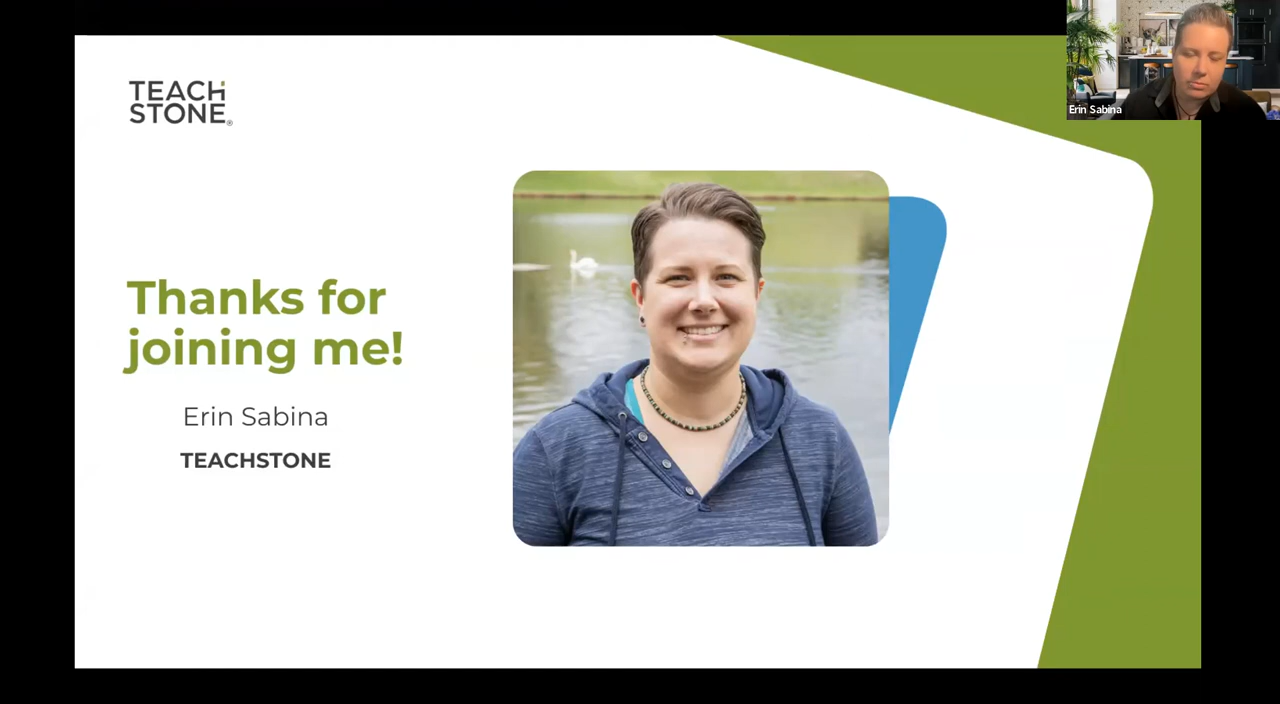 TEACH
STONE®
Erin Sabina
Thanks for
joining me!
Erin Sabina
TEACHSTONE